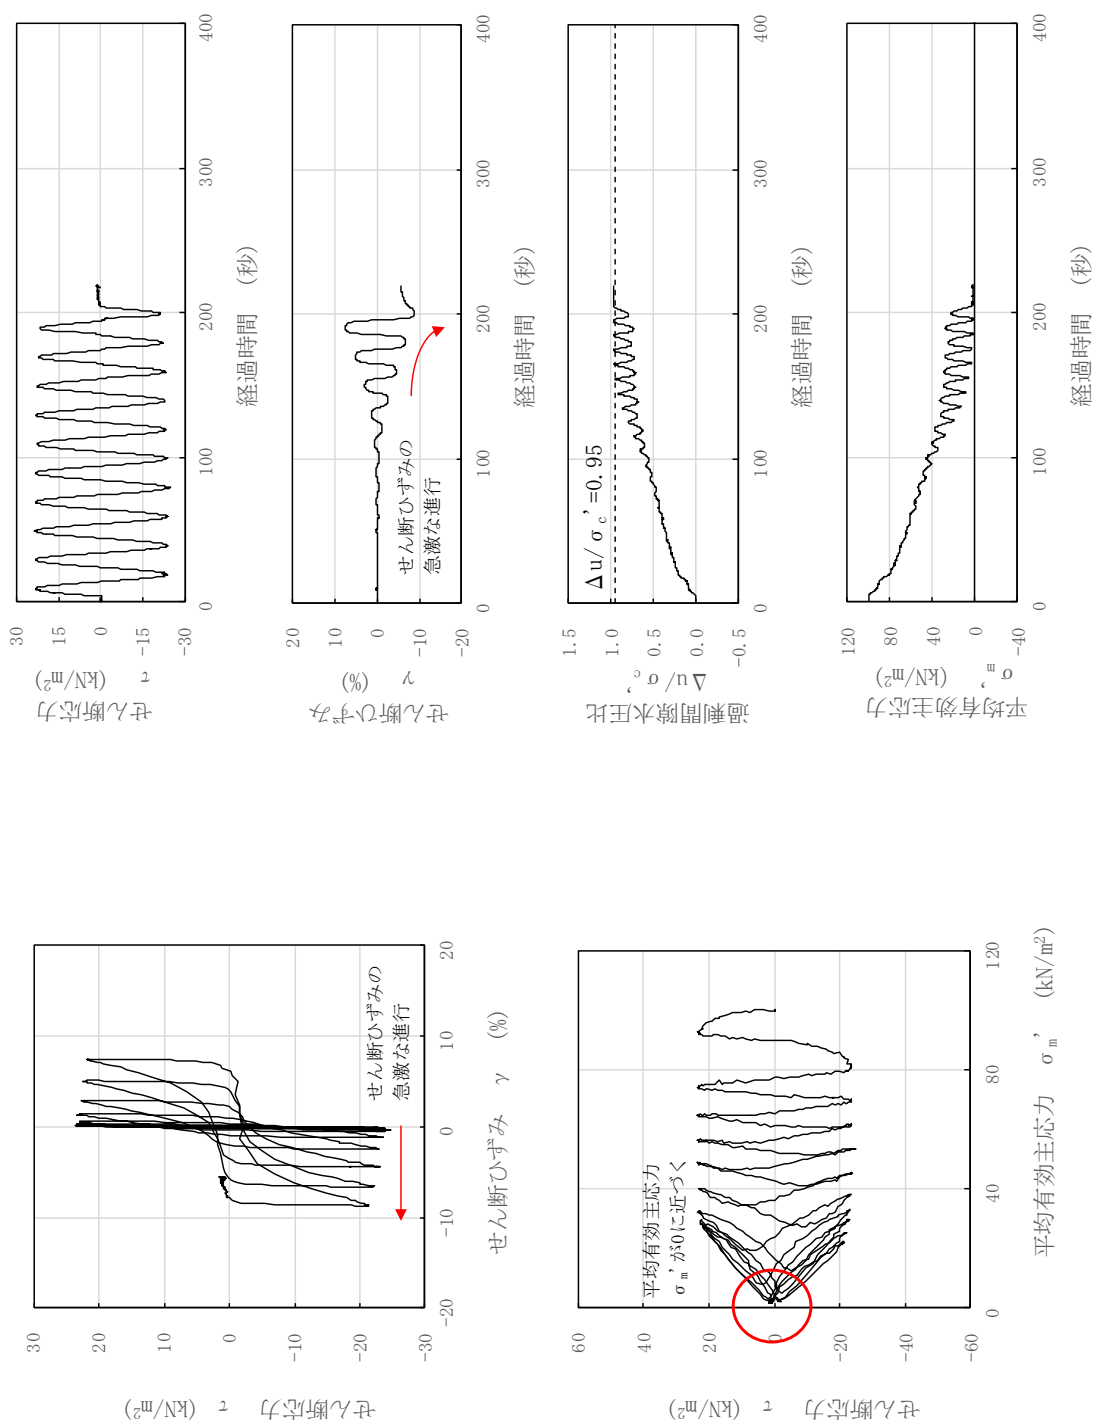 30
20
10
0
-10
-20
-30
せん断応力 τ (kN/m²)
-20
-10
0
10
20
せん断ひずみ γ (%)
せん断ひずみの
急激な進行
60
40
20
0
-20
-40
-60
せん断応力 τ (kN/m²)
0
40
80
120
平均有効主応力 σm' (kN/m²)
平均有効主応力
σm'が0に近づく
30
15
0
-15
-30
せん断応力
τ (kN/m²)
0
100
200
300
400
経過時間 (秒)
20
10
0
-10
-20
せん断ひずみ
γ (%)
0
100
200
300
400
経過時間 (秒)
せん断ひずみの
急激な進行
1.5
1.0
0.5
0.0
-0.5
過剰間隙水圧比
Δu/σc'
0
100
200
300
400
経過時間 (秒)
Δu/σc'=0.95
120
80
40
0
-40
平均有効主応力
σm' (kN/m²)
0
100
200
300
400
経過時間 (秒)